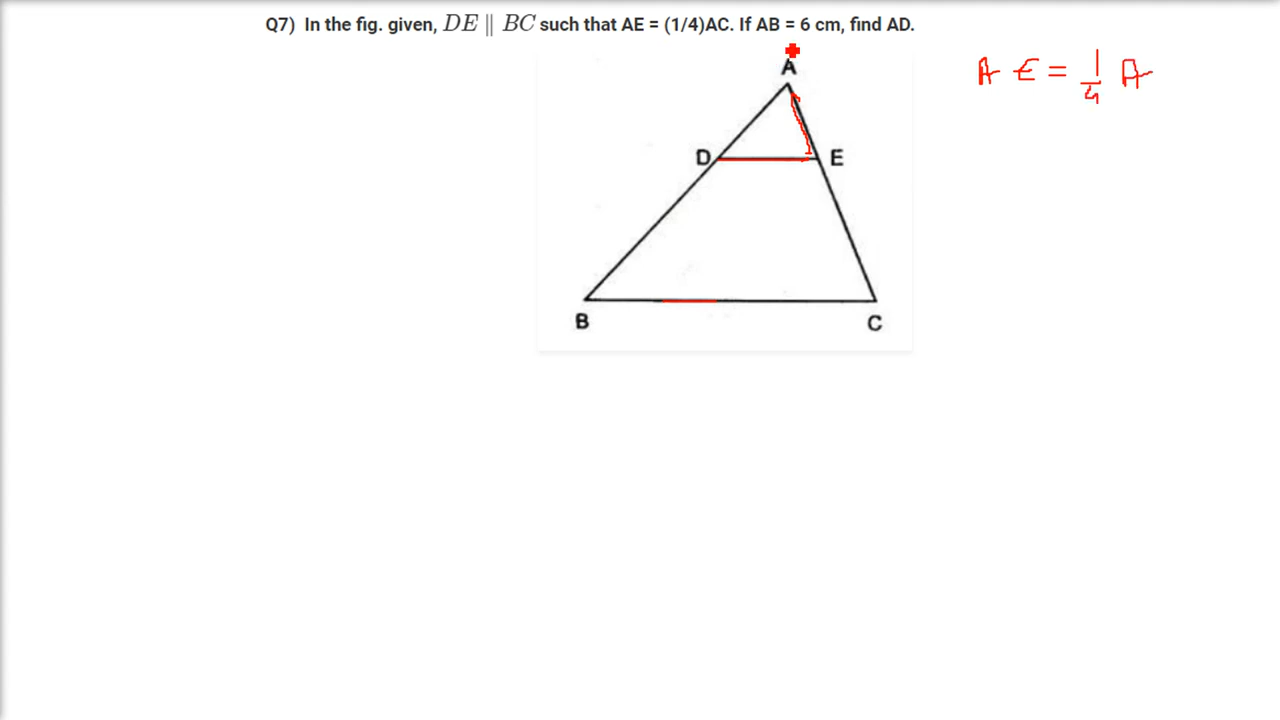 Q7) In the fig. given, DE ∥ BC such that AE = (1/4)AC. If AB = 6 cm, find AD.
A
A E = 1/4 A
D E
B C